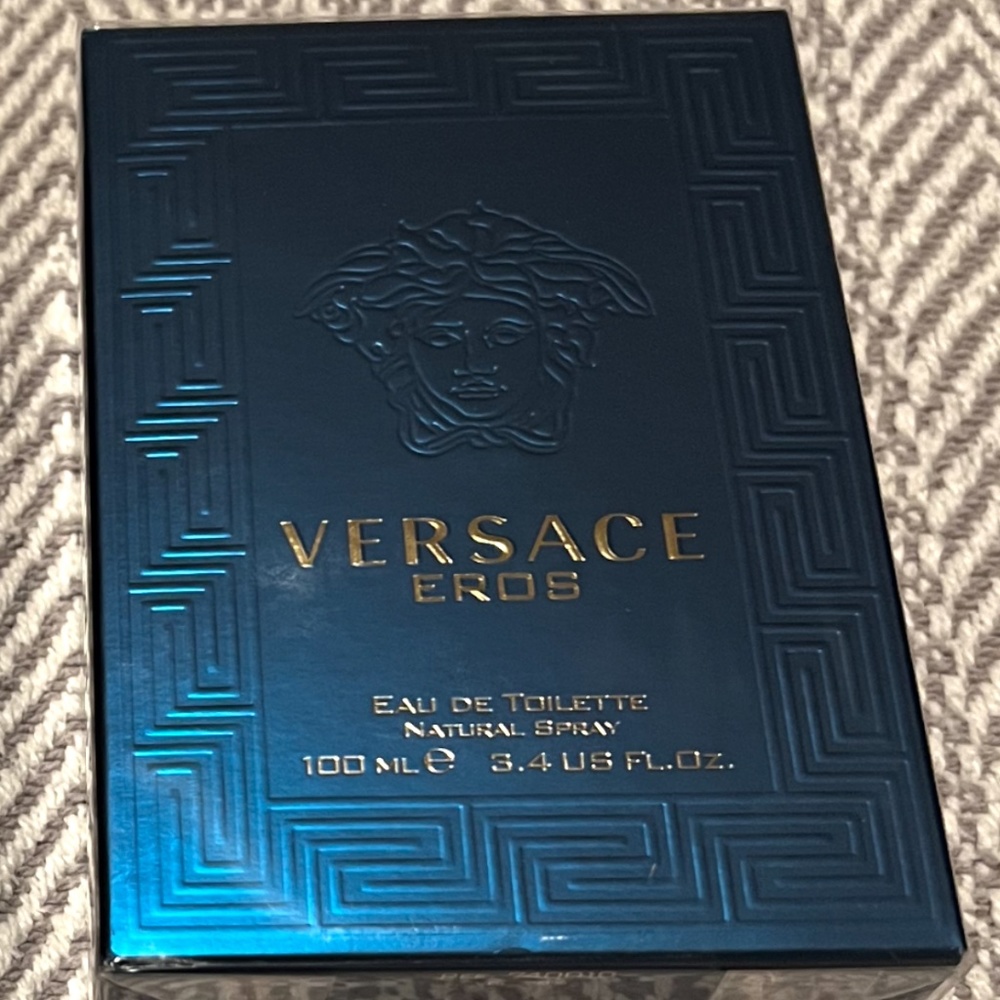 VERSACE
EROS
EAU DE TOILETTE
NATURAL SPRAY
100 ML ℮ 3.4 US FL.OZ.